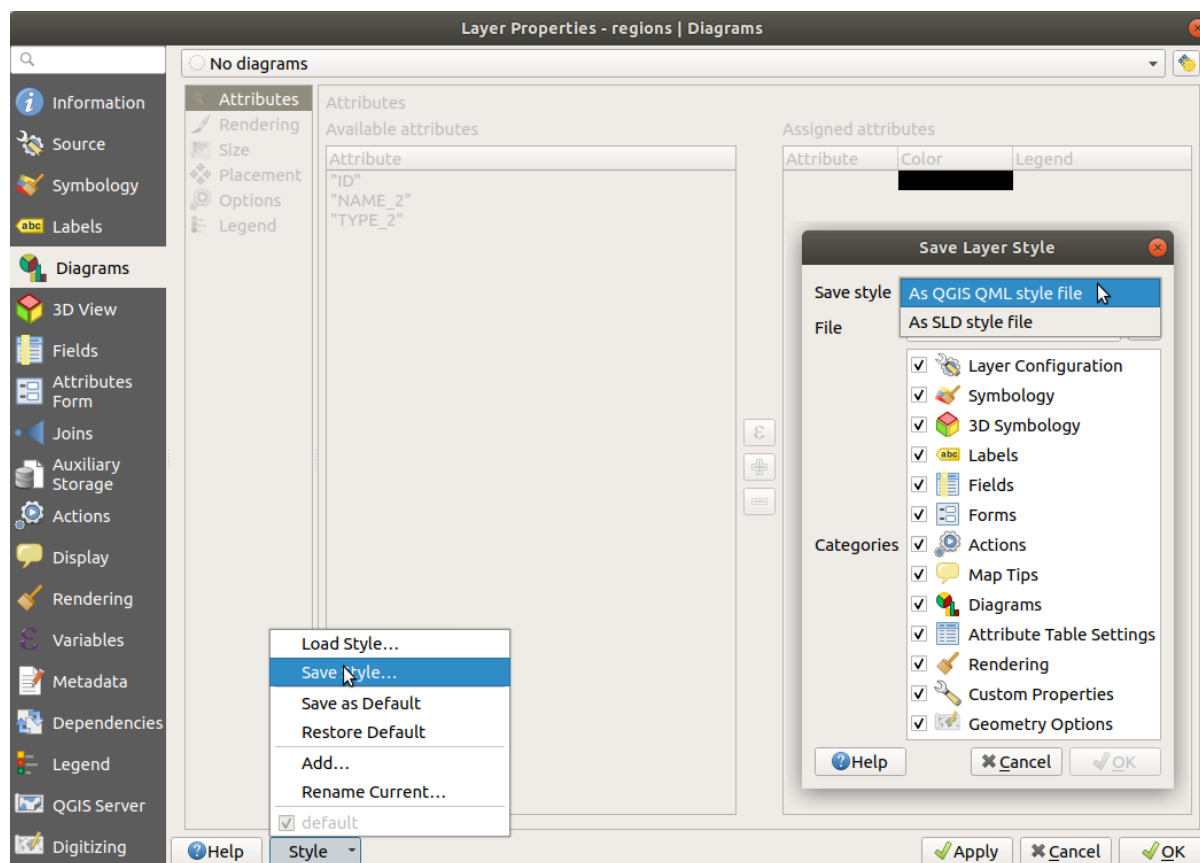 Layer Properties - regions | Diagrams
No diagrams
Information
Source
Symbology
abc Labels
Diagrams
3D View
Fields
Attributes
Form
Joins
Auxiliary
Storage
Actions
Display
Rendering
Variables
Metadata
Dependencies
Legend
QGIS Server
Digitizing
Attributes
Rendering
Size
Placement
Options
Legend
Attributes
Available attributes
Attribute
"ID"
"NAME_2"
"TYPE_2"
Assigned attributes
Attribute Color Legend
Save Layer Style
Save style As QGIS QML style file
As SLD style file
File
Layer Configuration
Symbology
3D Symbology
abc Labels
Fields
Forms
Categories Actions
Map Tips
Diagrams
Attribute Table Settings
Rendering
Custom Properties
Geometry Options
Help Cancel OK
Load Style...
Save Style...
Save as Default
Restore Default
Add...
Rename Current...
default
Help Style Apply Cancel OK